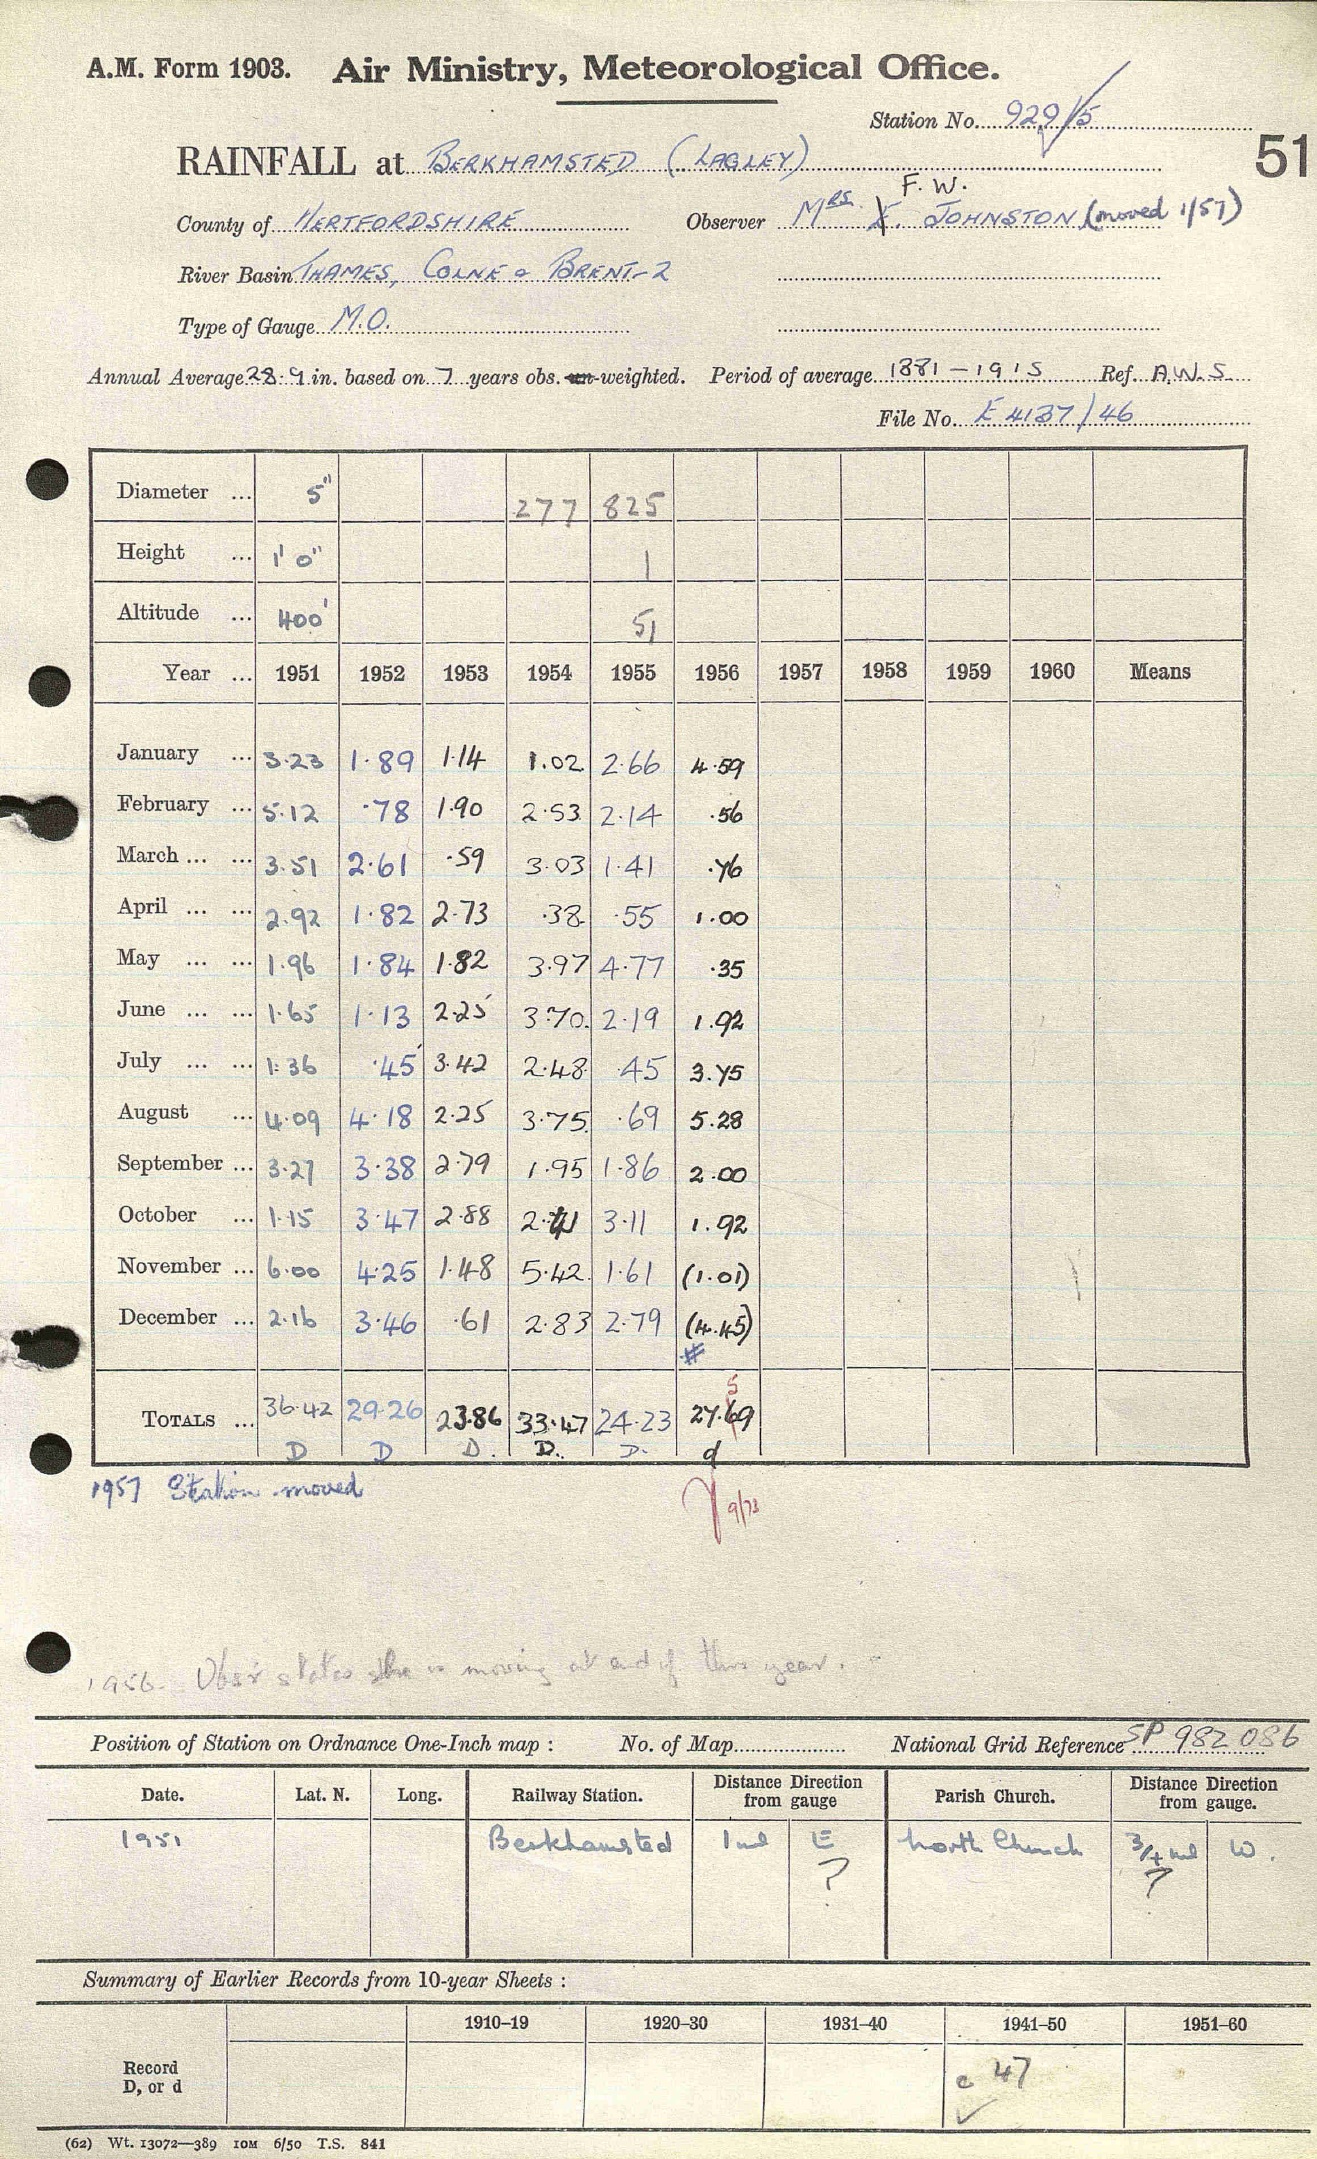 A.M. Form 1903. Air Ministry, Meteorological Office.
Station No. 929/5
RAINFALL at BERKHAMSTED (LAGLEY) 51
F. W.
County of HERTFORDSHIRE Observer MRS. E. JOHNSTON (moved 1/57)
River Basin THAMES, COLNE & BRENT-2
Type of Gauge M.O.
Annual Average 28.9 in. based on 7 years obs. un-weighted. Period of average 1881-1915 Ref. A.W.S.
File No. E 4137/46
Diameter ... 5" 277 825
Height ... 1' 0" 1
Altitude ... 400' 51
Year ... 1951 1952 1953 1954 1955 1956 1957 1958 1959 1960 Means
January ... 3.23 1.89 1.14 1.02 2.66 4.59
February ... 5.12 .78 1.90 2.53 2.14 .56
March ... ... 3.51 2.61 .59 3.03 1.41 .76
April ... ... 2.92 1.82 2.73 .38 .55 1.00
May ... ... 1.96 1.84 1.82 3.97 4.77 .35
June ... ... 1.65 1.13 2.25 3.70 2.19 1.92
July ... ... 1.36 .45 3.42 2.48 .45 3.75
August ... 4.09 4.18 2.25 3.75 .69 5.28
September ... 3.27 3.38 2.79 1.95 1.86 2.00
October ... 1.15 3.47 2.88 2.41 3.11 1.92
November ... 6.00 4.25 1.48 5.42 1.61 (1.01)
December ... 2.16 3.46 .61 2.83 2.79 (4.45)
#
5
TOTALS ... 36.42 29.26 23.86 33.47 24.23 27.69
D D D. D. D. d
1957 Station moved
9/73
1956. Obsr states she is moving at end of this year.
Position of Station on Ordnance One-Inch map : No. of Map National Grid Reference SP 982 086
Date. Lat. N. Long. Railway Station. Distance Direction from gauge Parish Church. Distance Direction from gauge.
1951 Berkhamsted 1 ml E North Church 3/4 ml W.
? ?
Summary of Earlier Records from 10-year Sheets :
1910-19 1920-30 1931-40 1941-50 1951-60
Record
D, or d
c 47
(62) Wt. 13072—389 10M 6/50 T.S. 841